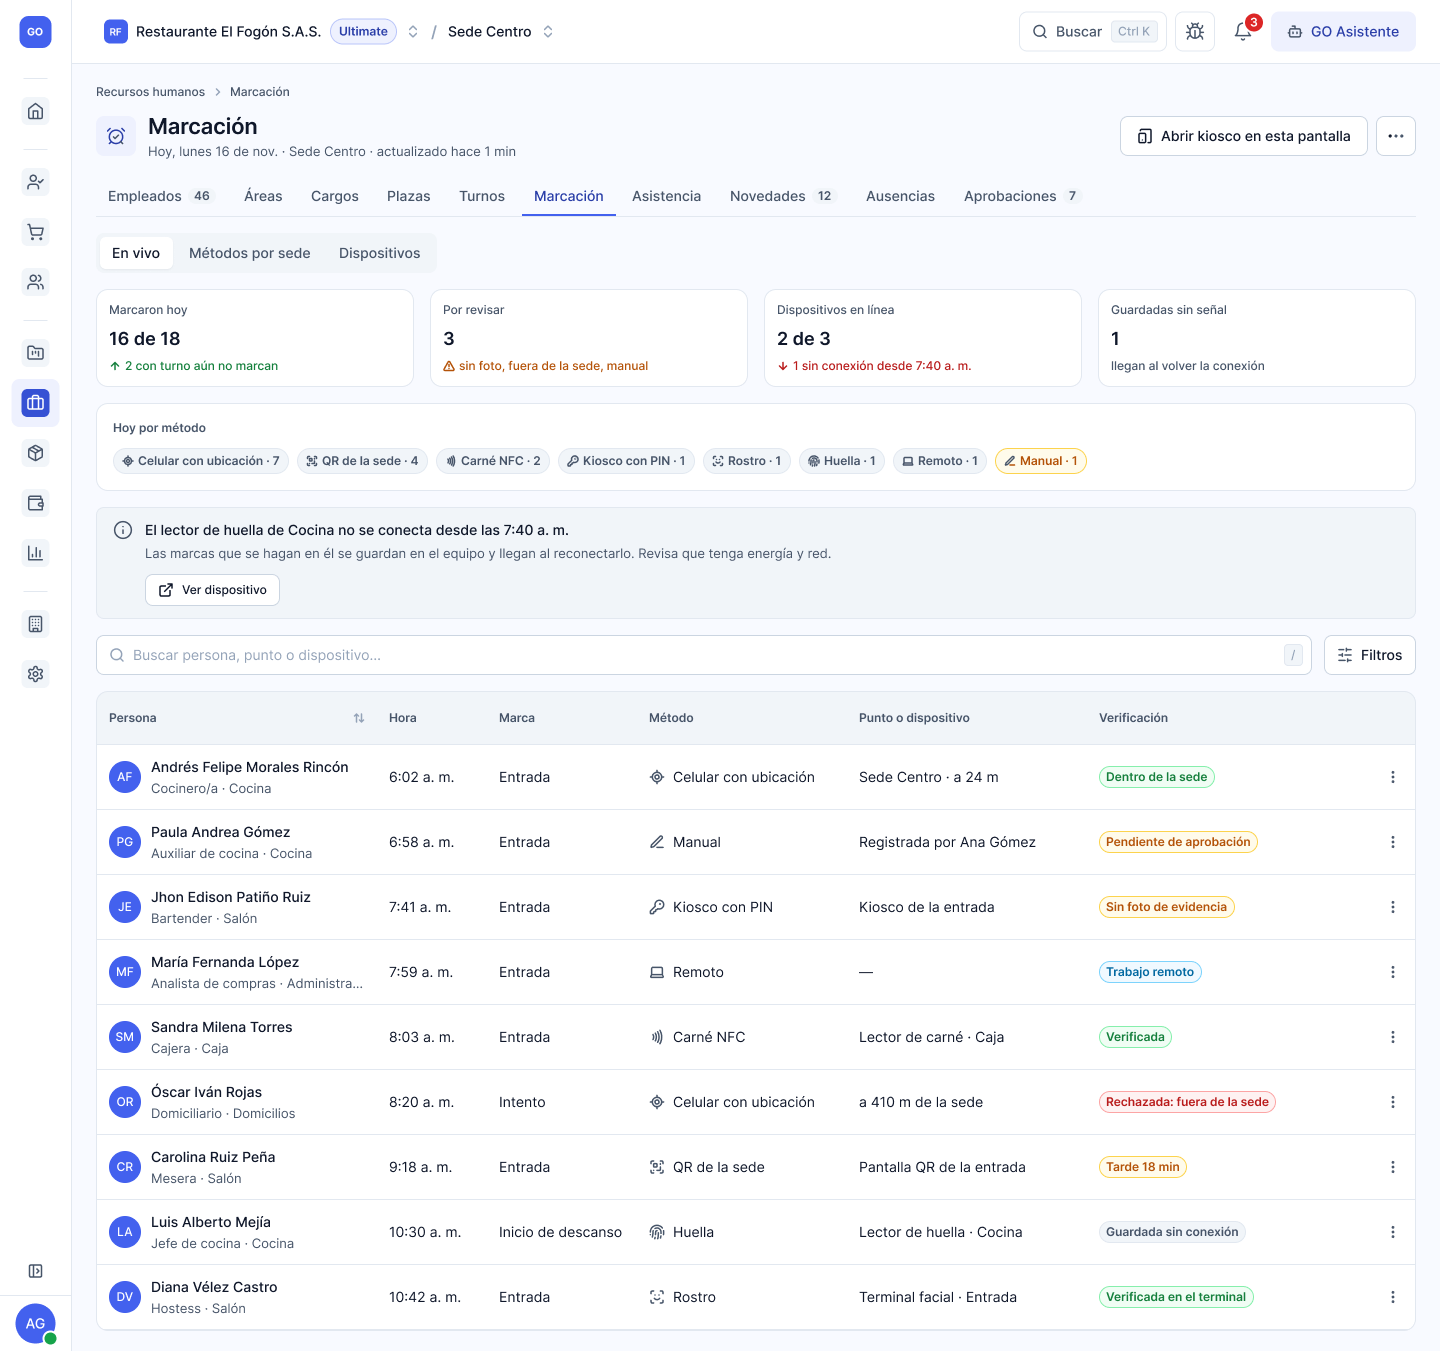 GO
RF Restaurante El Fogón S.A.S. Ultimate / Sede Centro
Buscar Ctrl K
3
GO Asistente
Recursos humanos > Marcación
Marcación
Hoy, lunes 16 de nov. · Sede Centro · actualizado hace 1 min
Abrir kiosco en esta pantalla
Empleados 46 Áreas Cargos Plazas Turnos Marcación Asistencia Novedades 12 Ausencias Aprobaciones 7
En vivo Métodos por sede Dispositivos
Marcaron hoy
16 de 18
2 con turno aún no marcan
Por revisar
3
sin foto, fuera de la sede, manual
Dispositivos en línea
2 de 3
1 sin conexión desde 7:40 a. m.
Guardadas sin señal
1
llegan al volver la conexión
Hoy por método
Celular con ubicación · 7 QR de la sede · 4 Carné NFC · 2 Kiosco con PIN · 1 Rostro · 1 Huella · 1 Remoto · 1 Manual · 1
El lector de huella de Cocina no se conecta desde las 7:40 a. m.
Las marcas que se hagan en él se guardan en el equipo y llegan al reconectarlo. Revisa que tenga energía y red.
Ver dispositivo
Buscar persona, punto o dispositivo... /
Filtros
Persona Hora Marca Método Punto o dispositivo Verificación
AF Andrés Felipe Morales Rincón
Cocinero/a · Cocina
6:02 a. m. Entrada Celular con ubicación Sede Centro · a 24 m Dentro de la sede
PG Paula Andrea Gómez
Auxiliar de cocina · Cocina
6:58 a. m. Entrada Manual Registrada por Ana Gómez Pendiente de aprobación
JE Jhon Edison Patiño Ruiz
Bartender · Salón
7:41 a. m. Entrada Kiosco con PIN Kiosco de la entrada Sin foto de evidencia
MF María Fernanda López
Analista de compras · Administra...
7:59 a. m. Entrada Remoto — Trabajo remoto
SM Sandra Milena Torres
Cajera · Caja
8:03 a. m. Entrada Carné NFC Lector de carné · Caja Verificada
OR Óscar Iván Rojas
Domiciliario · Domicilios
8:20 a. m. Intento Celular con ubicación a 410 m de la sede Rechazada: fuera de la sede
CR Carolina Ruiz Peña
Mesera · Salón
9:18 a. m. Entrada QR de la sede Pantalla QR de la entrada Tarde 18 min
LA Luis Alberto Mejía
Jefe de cocina · Cocina
10:30 a. m. Inicio de descanso Huella Lector de huella · Cocina Guardada sin conexión
DV Diana Vélez Castro
Hostess · Salón
10:42 a. m. Entrada Rostro Terminal facial · Entrada Verificada en el terminal
AG